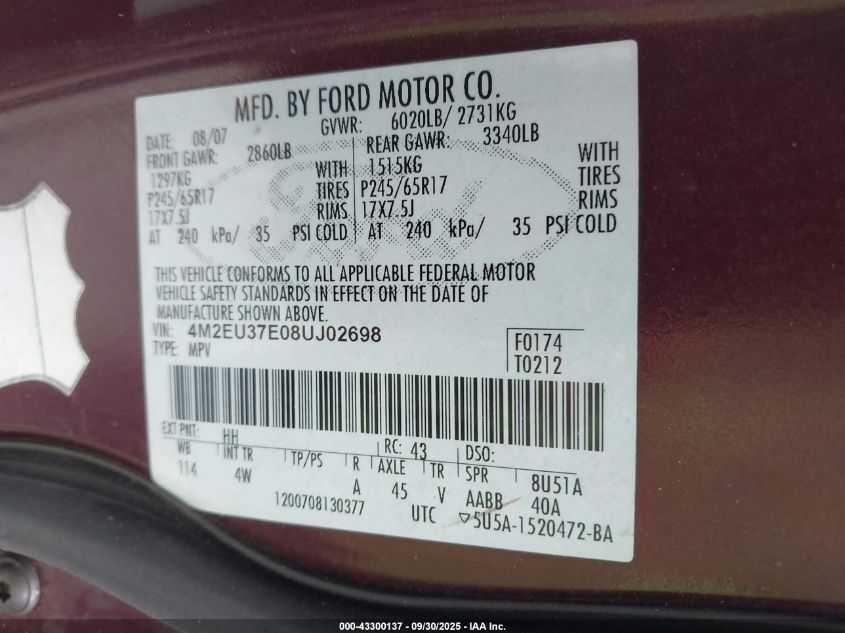 MFD. BY FORD MOTOR CO.
DATE: 08/07
GVWR: 6020LB/ 2731KG
FRONT GAWR: 2860LB
REAR GAWR: 3340LB
1297KG WITH
1515KG WITH
P245/65R17 TIRES
P245/65R17 TIRES
17X7.5J RIMS
17X7.5J RIMS
AT 240 kPa/ 35 PSI COLD
AT 240 kPa/ 35 PSI COLD
Ford
THIS VEHICLE CONFORMS TO ALL APPLICABLE FEDERAL MOTOR
VEHICLE SAFETY STANDARDS IN EFFECT ON THE DATE OF
MANUFACTURE SHOWN ABOVE.
VIN: 4M2EU37E08UJ02698
TYPE: MPV
F0174
T0212
EXT PNT: HH
RC: 43 DSO:
WB INT TR TP/PS R AXLE TR SPR 8U51A
114 4W A 45 V AABB 40A
1200708130377 UTC ▽5U5A-1520472-BA
000-43300137 - 09/30/2025 - IAA Inc.